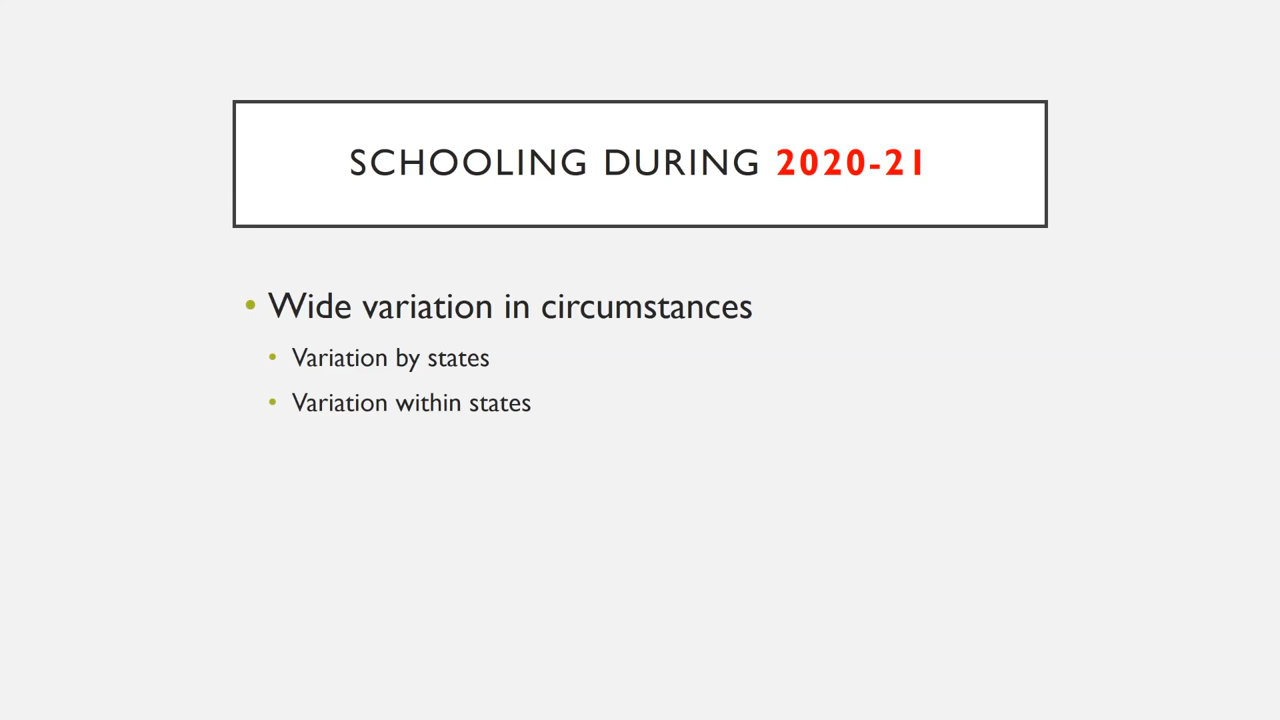 SCHOOLING DURING 2020-21
• Wide variation in circumstances
• Variation by states
• Variation within states